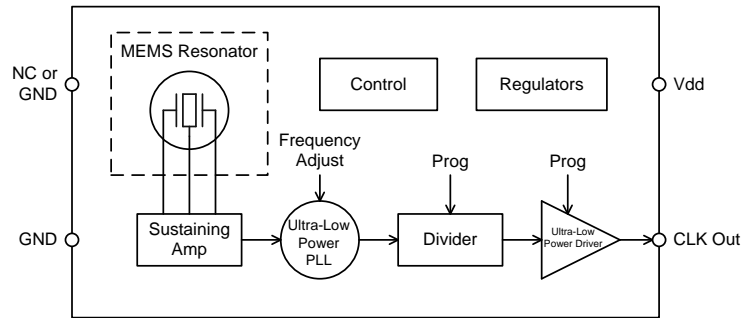 MEMS Resonator
NC or
GND
Control
Regulators
Vdd
Frequency
Adjust
Prog
Prog
GND
Sustaining
Amp
Ultra-Low
Power
PLL
Divider
Ultra-Low
Power Driver
CLK Out